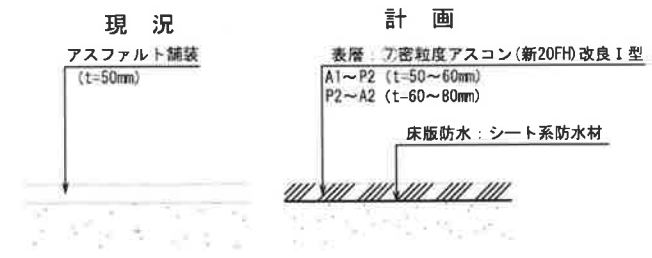 現 況
アスファルト舗装
(t=50mm)
計 画
表層：⑦密粒度アスコン(新20FH)改良Ⅰ型
A1～P2 (t=50～60mm)
P2～A2 (t=60～80mm)
床版防水：シート系防水材